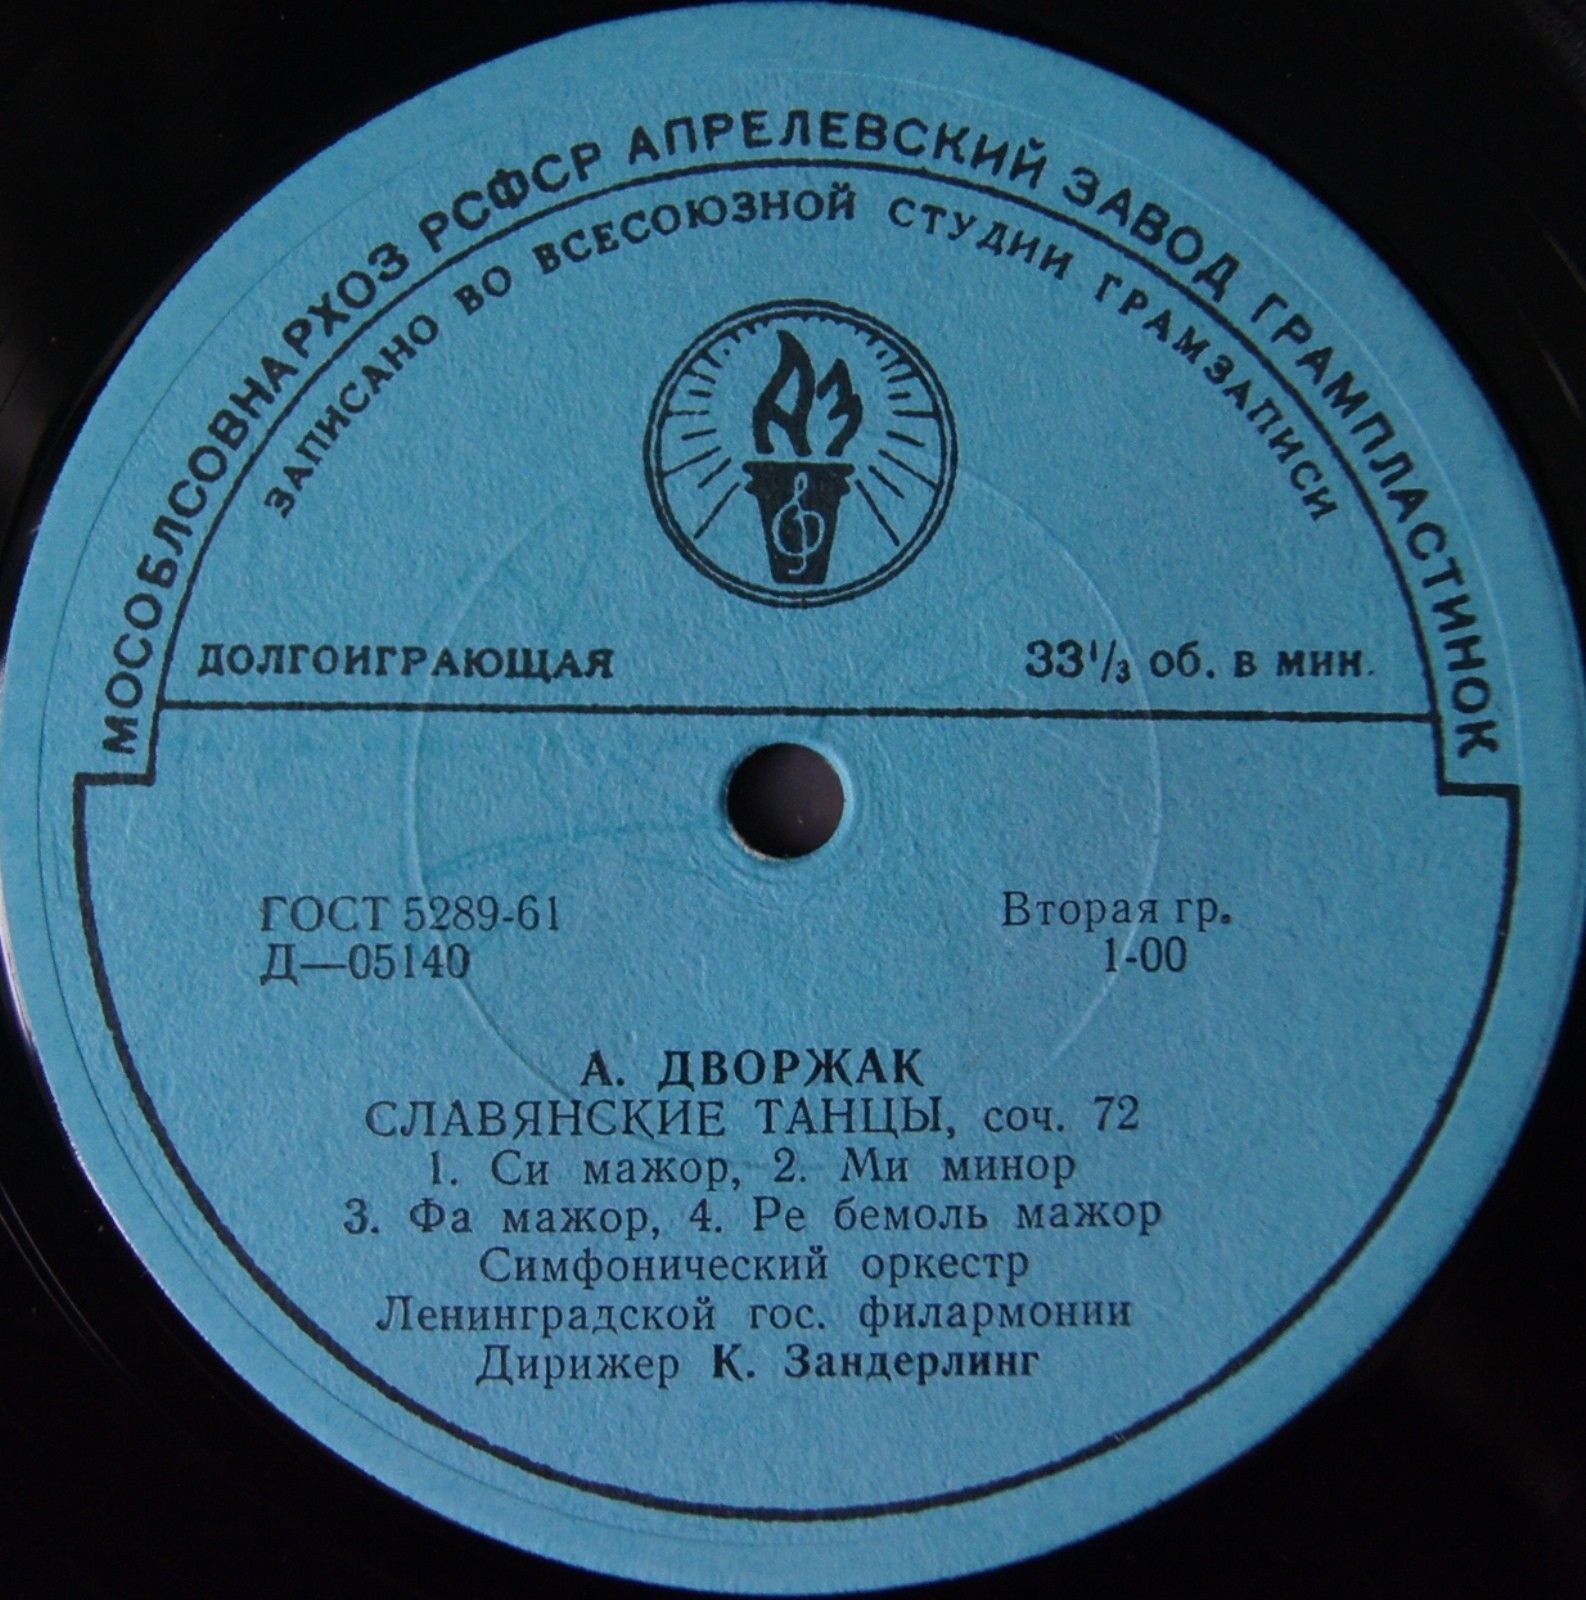 МОСОБЛСОВНАРХОЗ РСФСР АПРЕЛЕВСКИЙ ЗАВОД ГРАМПЛАСТИНОК
ЗАПИСАНО ВО ВСЕСОЮЗНОЙ СТУДИИ ГРАМЗАПИСИ
АЗ
ДОЛГОИГРАЮЩАЯ 33⅓ об. в мин.
ГОСТ 5289-61 Вторая гр.
Д—05140 1-00
А. ДВОРЖАК
СЛАВЯНСКИЕ ТАНЦЫ, соч. 72
1. Си мажор, 2. Ми минор
3. Фа мажор, 4. Ре бемоль мажор
Симфонический оркестр
Ленинградской гос. филармонии
Дирижер К. Зандерлинг